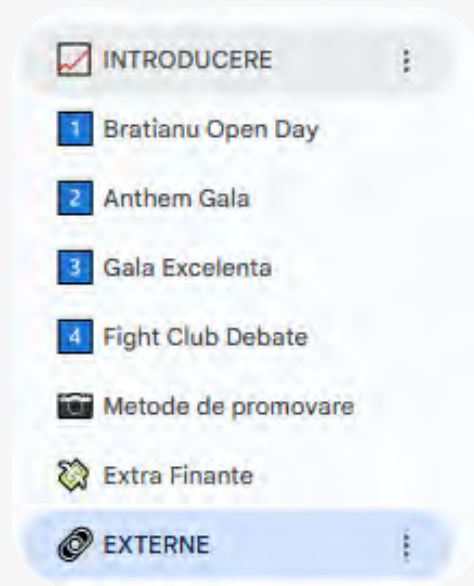 INTRODUCERE
1 Bratianu Open Day
2 Anthem Gala
3 Gala Excelenta
4 Fight Club Debate
Metode de promovare
Extra Finante
EXTERNE